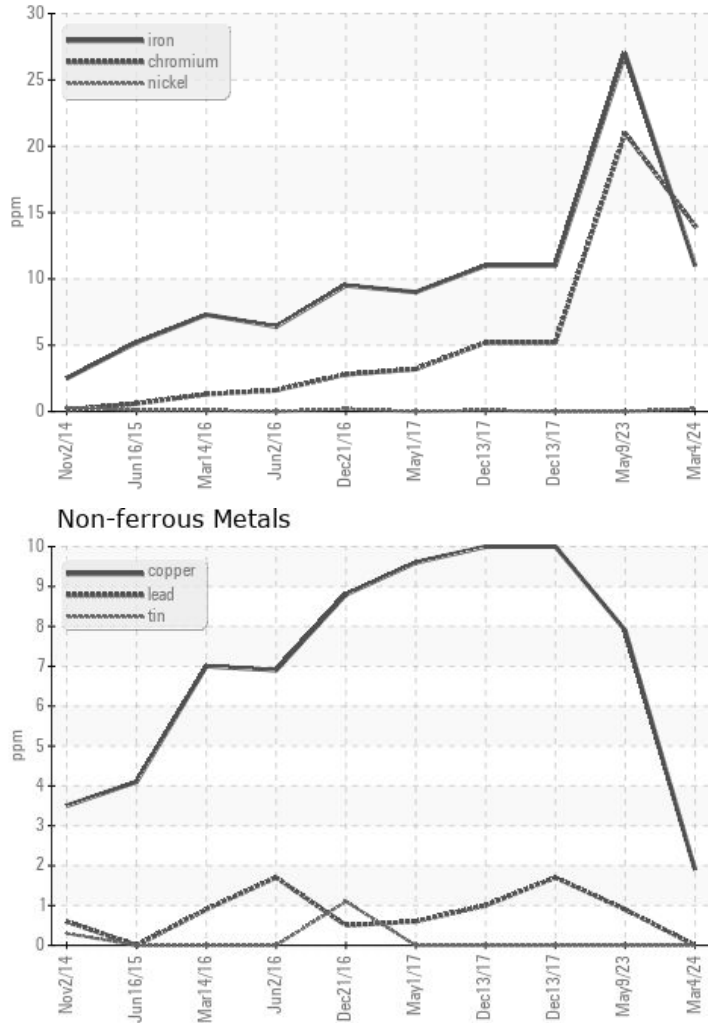 30
iron
chromium
nickel
25
20
15
ppm
10
5
0
Nov2/14
Jun16/15
Mar14/16
Jun2/16
Dec21/16
May1/17
Dec13/17
Dec13/17
May9/23
Mar4/24
Non-ferrous Metals
10
copper
lead
tin
9
8
7
6
5
ppm
4
3
2
1
0
Nov2/14
Jun16/15
Mar14/16
Jun2/16
Dec21/16
May1/17
Dec13/17
Dec13/17
May9/23
Mar4/24